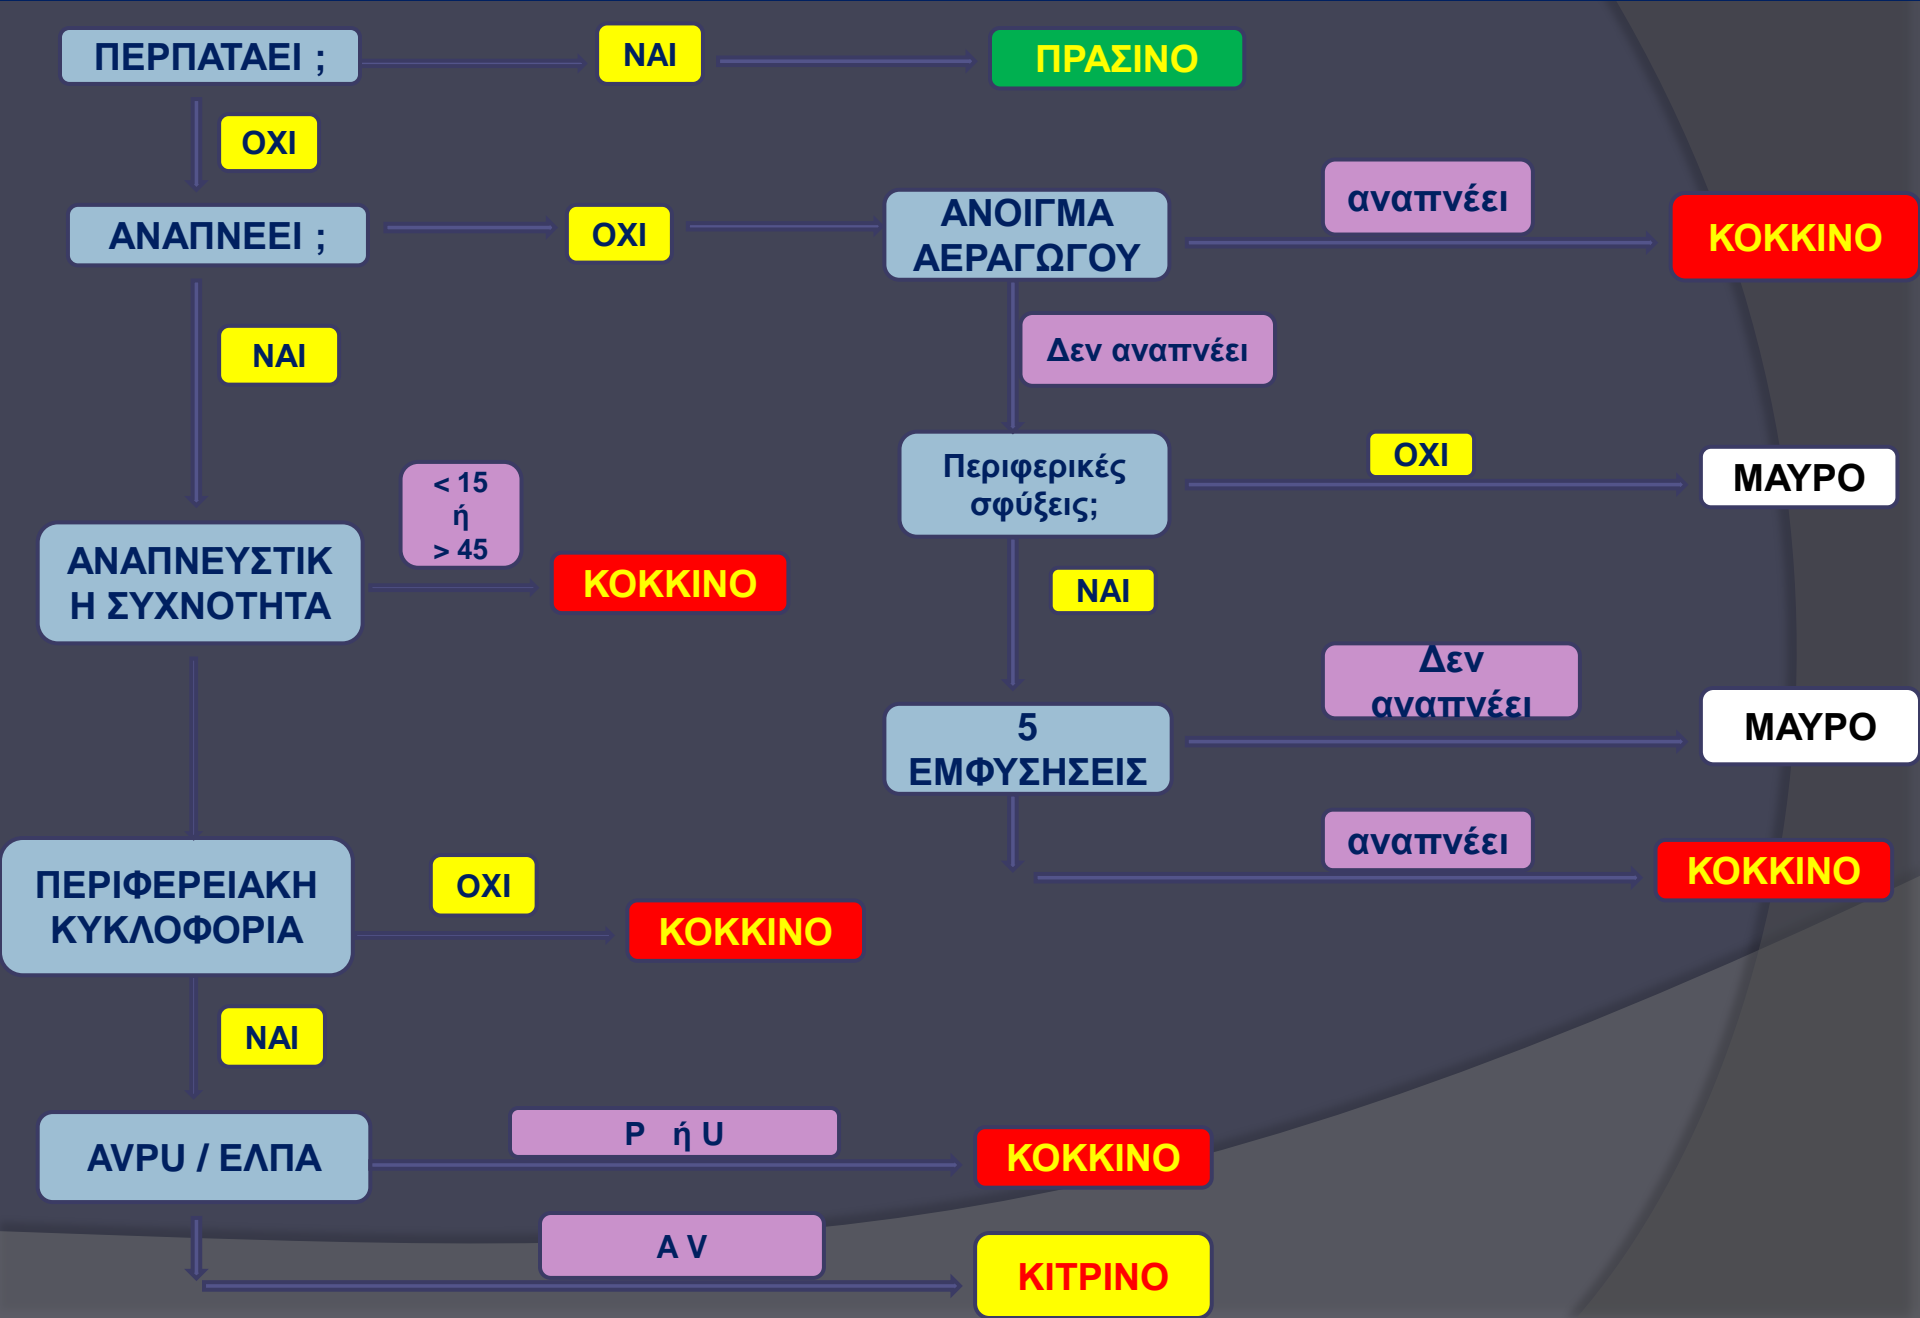 ΠΕΡΠΑΤΑΕΙ ;
ΝΑΙ
ΠΡΑΣΙΝΟ
ΟΧΙ
ΑΝΑΠΝΕΕΙ ;
ΟΧΙ
ΑΝΟΙΓΜΑ
ΑΕΡΑΓΩΓΟΥ
αναπνέει
ΚΟΚΚΙΝΟ
ΝΑΙ
Δεν αναπνέει
Περιφερικές
σφύξεις;
ΟΧΙ
ΜΑΥΡΟ
< 15
ή
> 45
ΑΝΑΠΝΕΥΣΤΙΚ
Η ΣΥΧΝΟΤΗΤΑ
ΚΟΚΚΙΝΟ
ΝΑΙ
Δεν
αναπνέει
5
ΕΜΦΥΣΗΣΕΙΣ
ΜΑΥΡΟ
αναπνέει
ΚΟΚΚΙΝΟ
ΠΕΡΙΦΕΡΕΙΑΚΗ
ΚΥΚΛΟΦΟΡΙΑ
ΟΧΙ
ΚΟΚΚΙΝΟ
ΝΑΙ
AVPU / ΕΛΠΑ
P ή U
ΚΟΚΚΙΝΟ
A V
ΚΙΤΡΙΝΟ